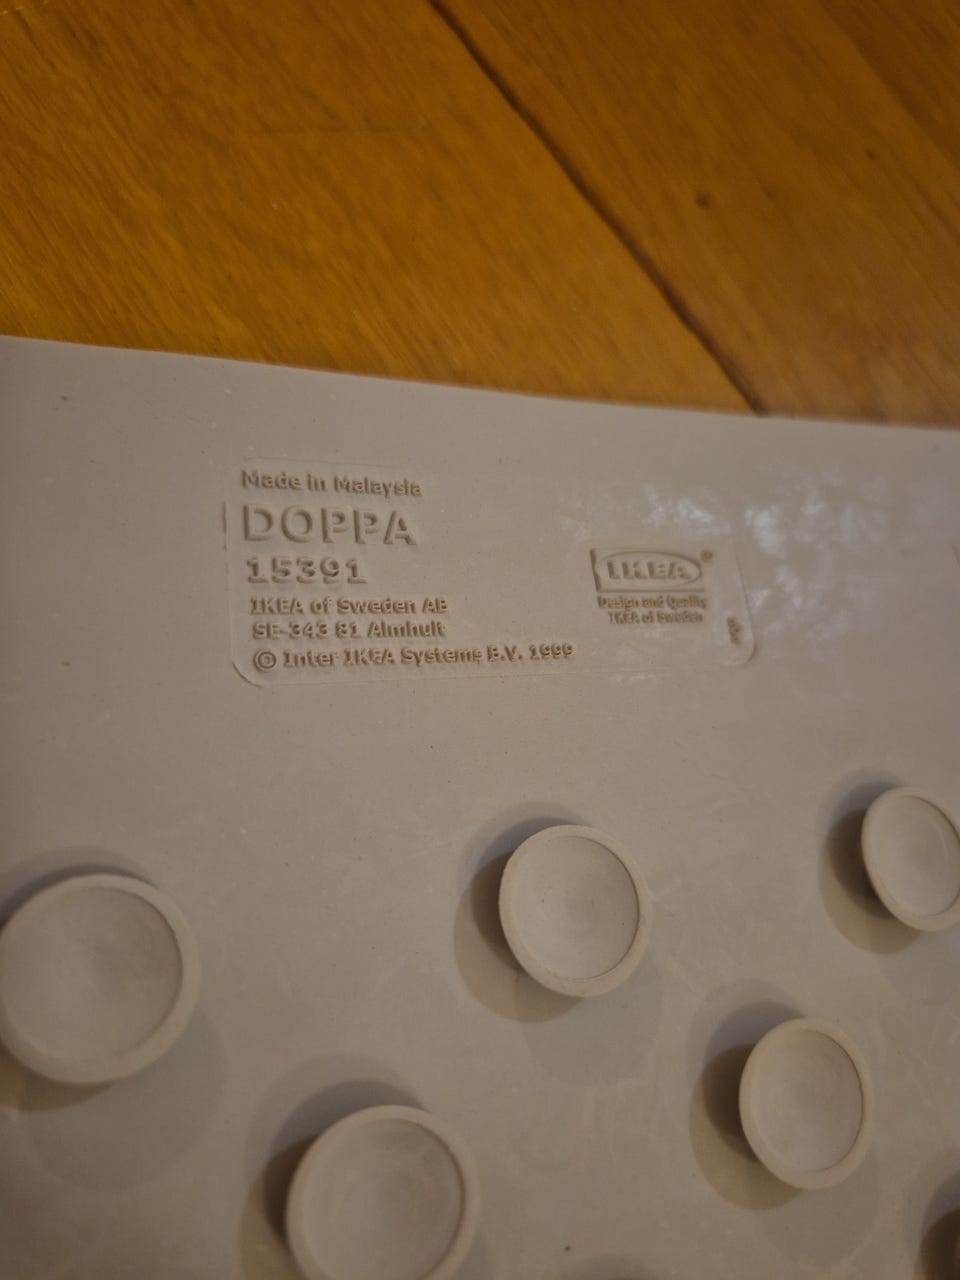 Made in Malaysia
DOPPA
15391
IKEA of Sweden AB
SE-343 81 Älmhult
© Inter IKEA Systems B.V. 1999
IKEA®
Design and Quality
IKEA of Sweden